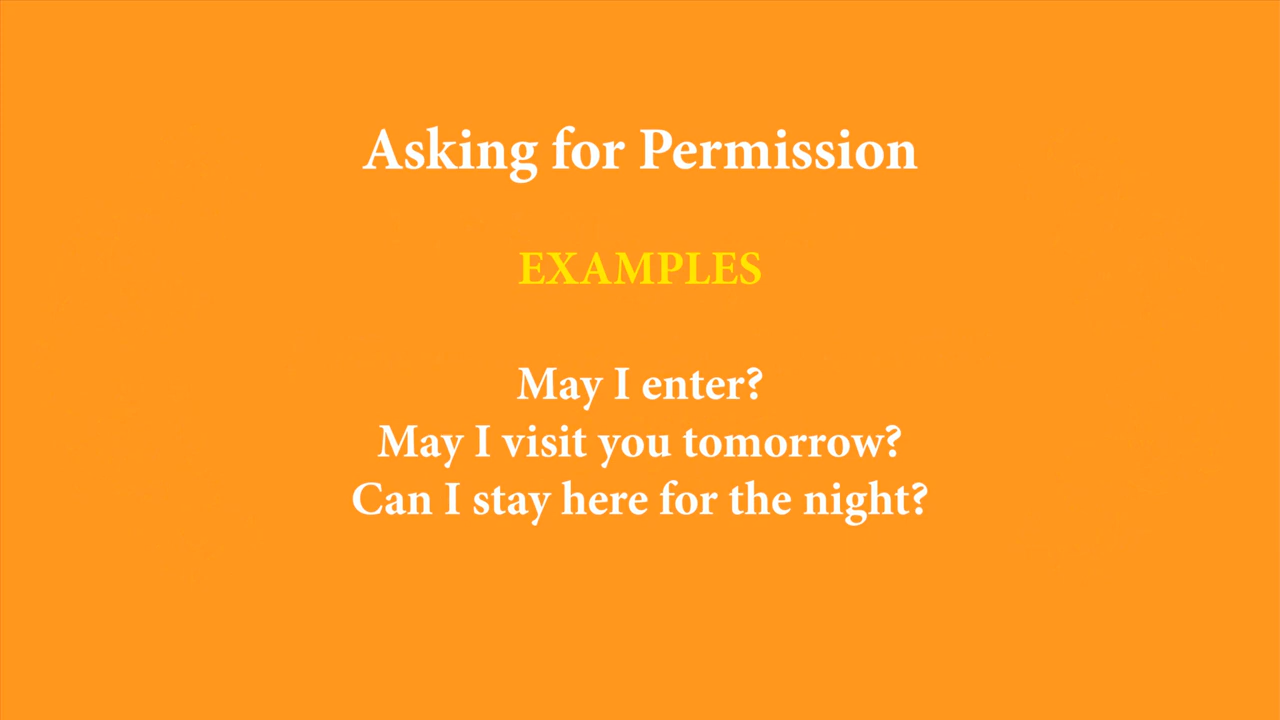 Asking for Permission
EXAMPLES
May I enter?
May I visit you tomorrow?
Can I stay here for the night?